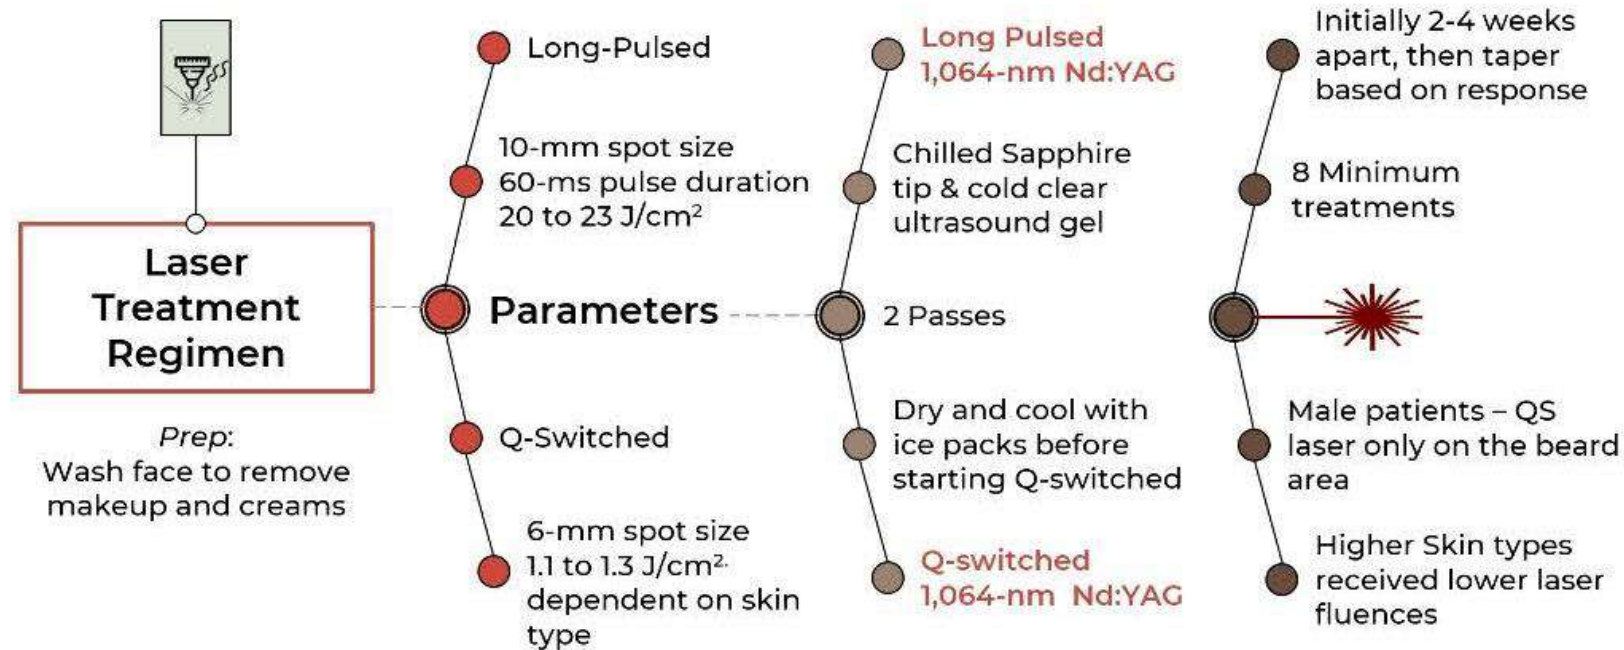 Laser
Treatment
Regimen
Prep:
Wash face to remove
makeup and creams
Long-Pulsed
10-mm spot size
60-ms pulse duration
20 to 23 J/cm²
Parameters
Q-Switched
6-mm spot size
1.1 to 1.3 J/cm²·
dependent on skin
type
Long Pulsed
1,064-nm Nd:YAG
Chilled Sapphire
tip & cold clear
ultrasound gel
2 Passes
Dry and cool with
ice packs before
starting Q-switched
Q-switched
1,064-nm Nd:YAG
Initially 2-4 weeks
apart, then taper
based on response
8 Minimum
treatments
Male patients – QS
laser only on the beard
area
Higher Skin types
received lower laser
fluences